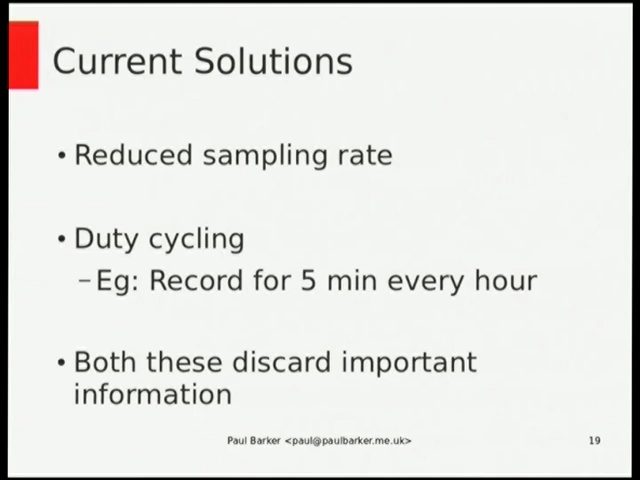 Current Solutions
• Reduced sampling rate
• Duty cycling
–Eg: Record for 5 min every hour
• Both these discard important
information
Paul Barker <paul@paulbarker.me.uk>
19